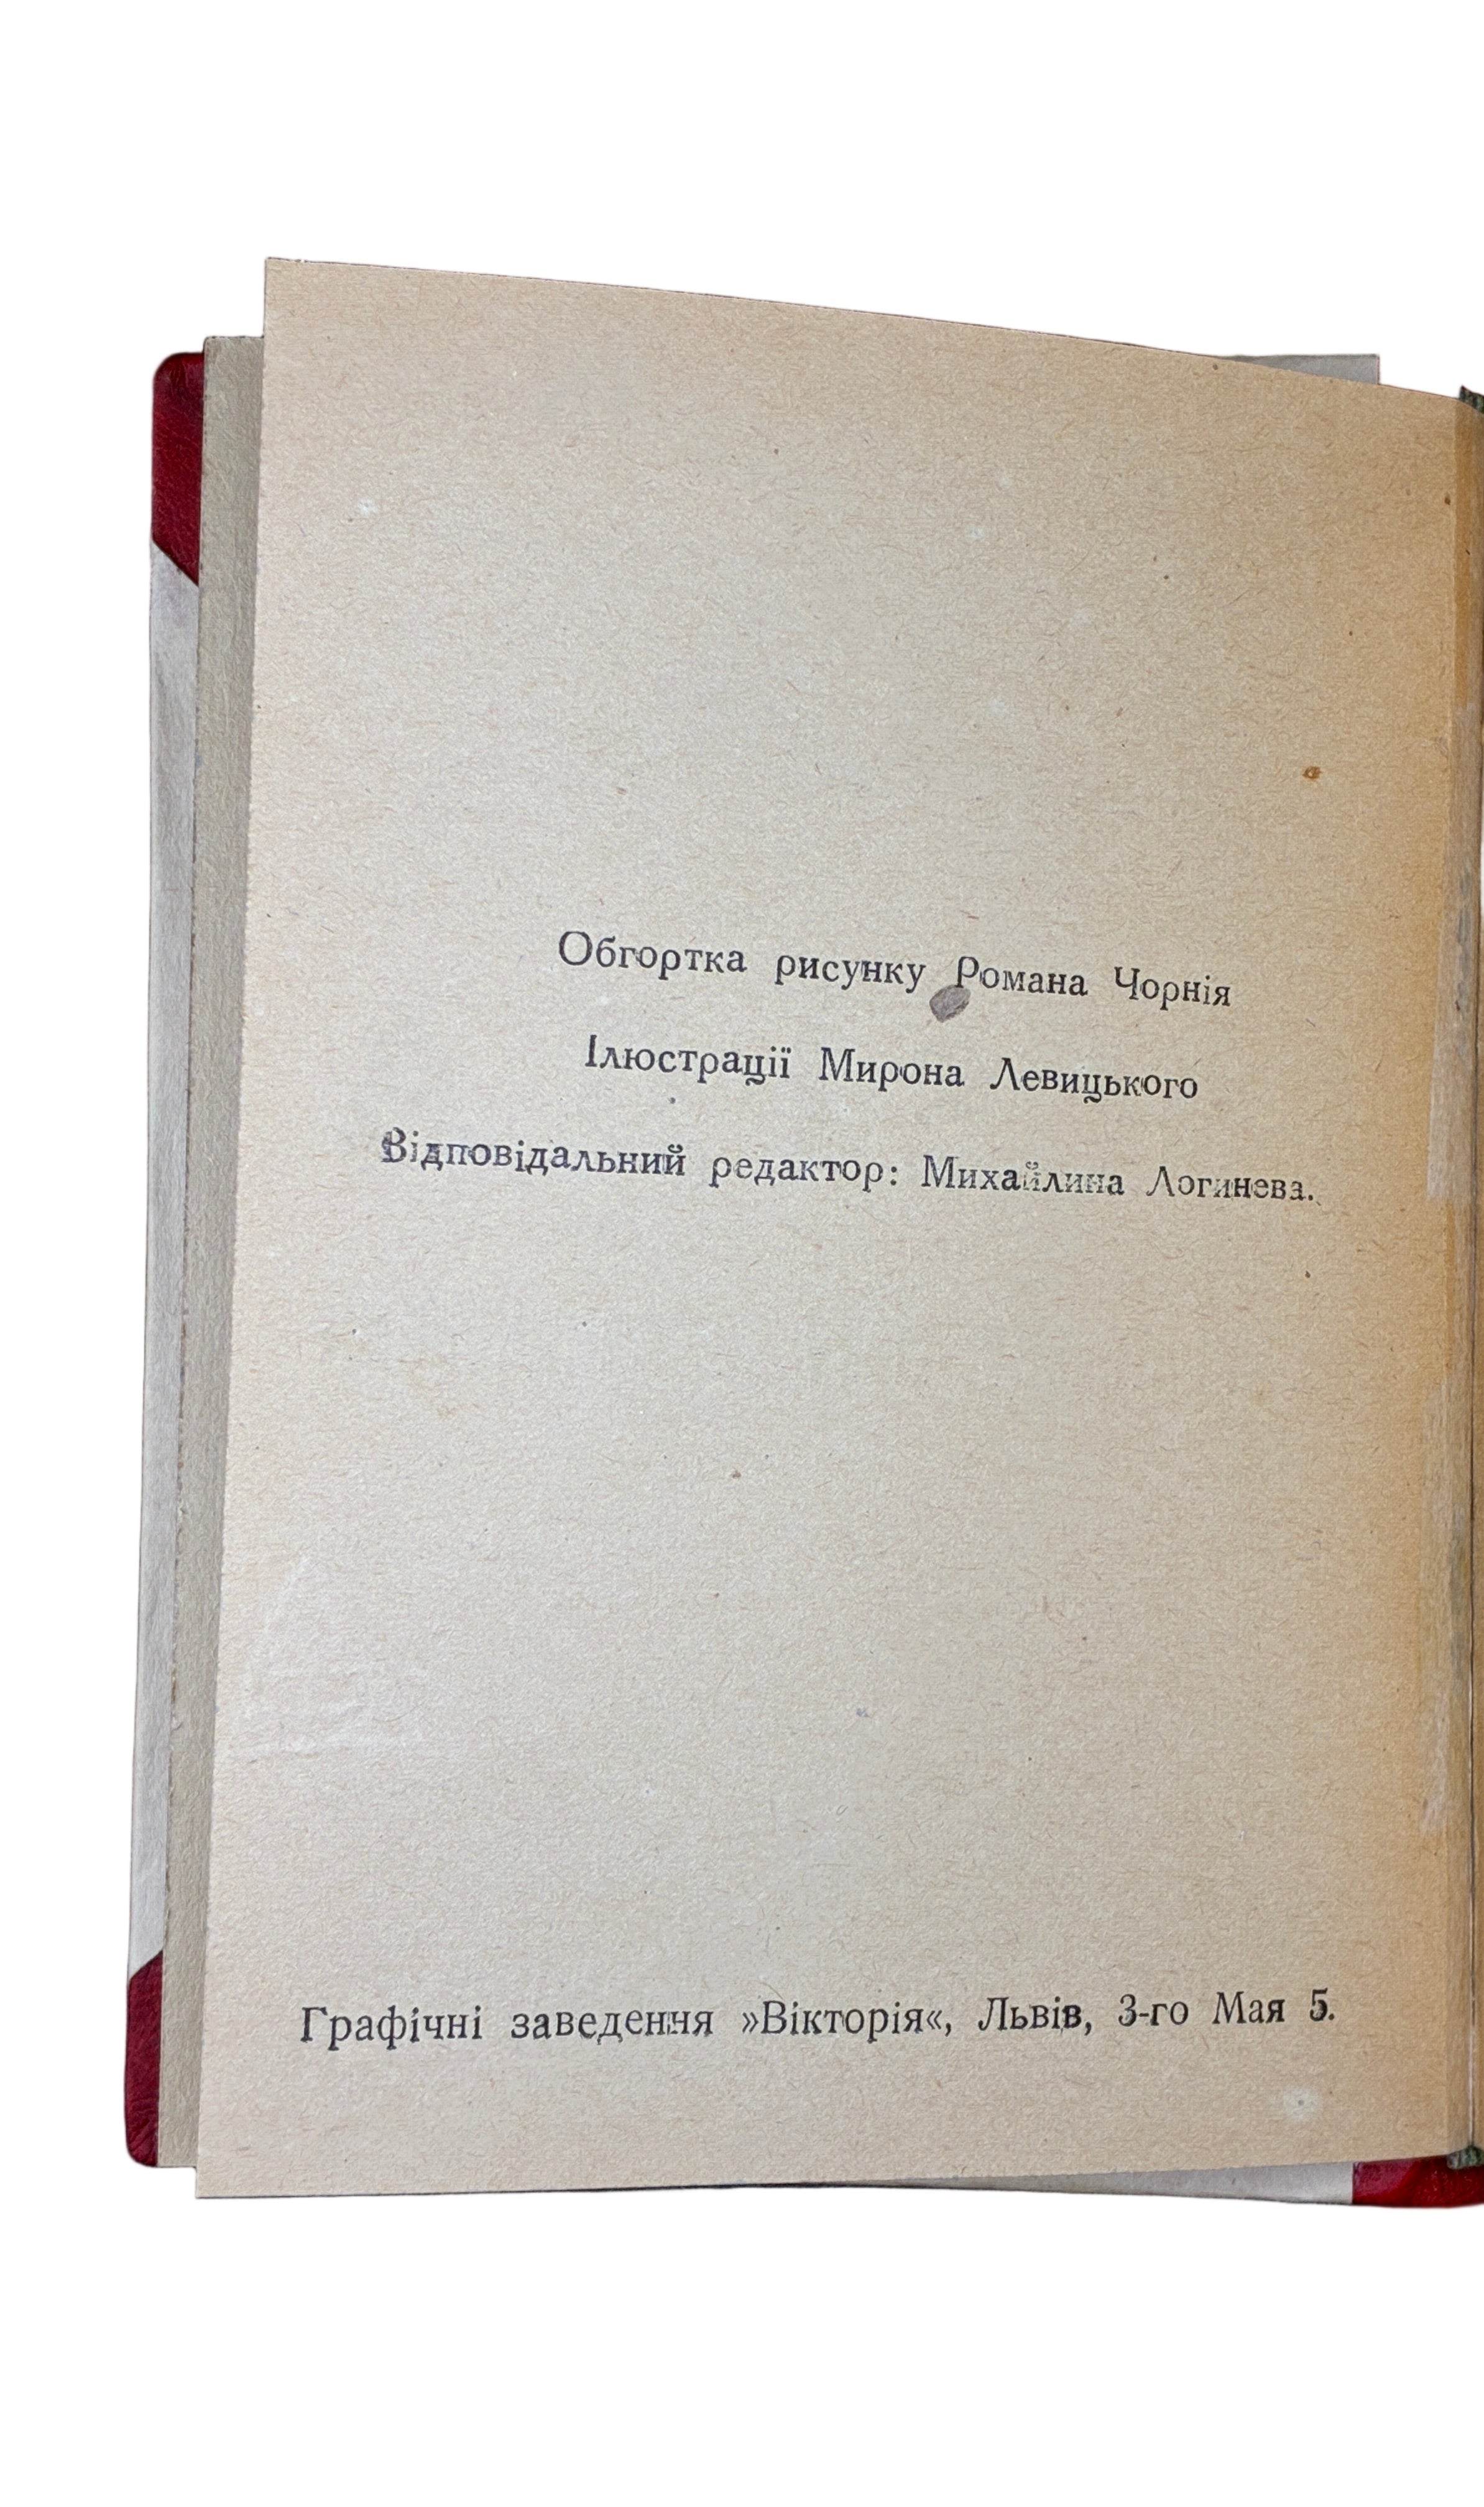 Обгортка рисунку Романа Чорнія
Ілюстрації Мирона Левицького
Відповідальний редактор: Михайлина Логинева.
Графічні заведення »Вікторія«, Львів, 3-го Мая 5.